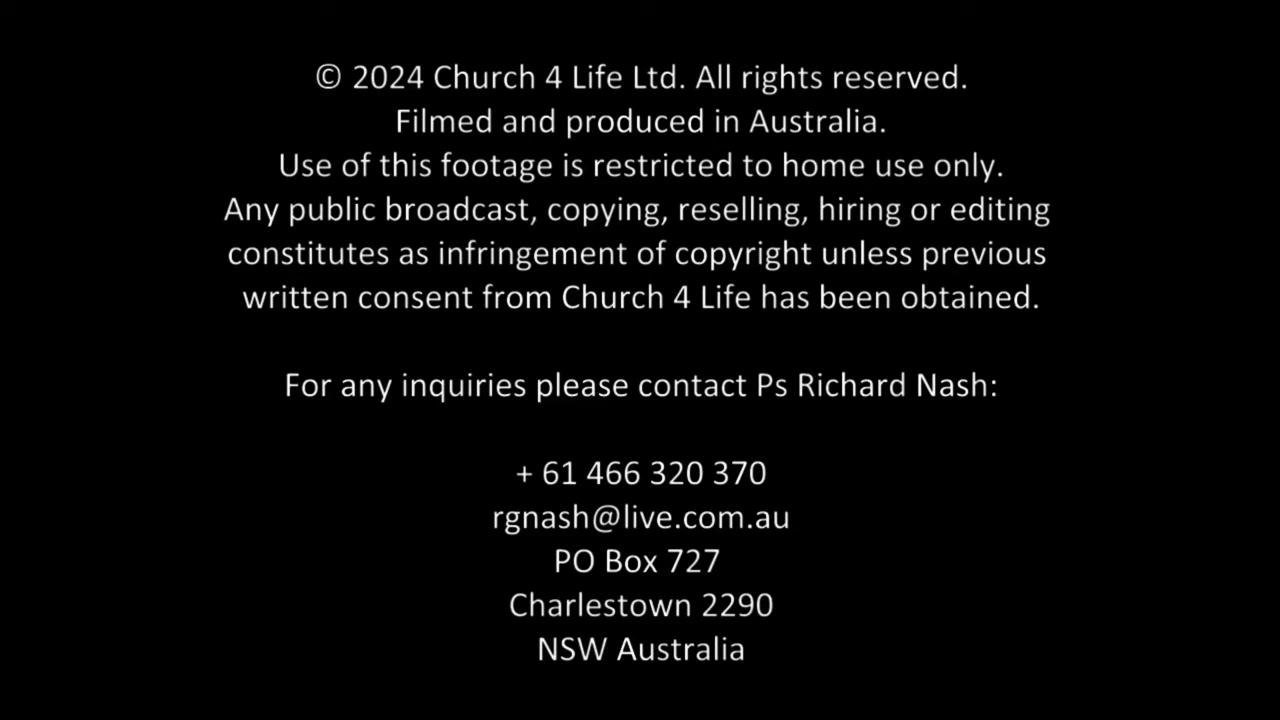 © 2024 Church 4 Life Ltd. All rights reserved.
Filmed and produced in Australia.
Use of this footage is restricted to home use only.
Any public broadcast, copying, reselling, hiring or editing
constitutes as infringement of copyright unless previous
written consent from Church 4 Life has been obtained.
For any inquiries please contact Ps Richard Nash:
+ 61 466 320 370
rgnash@live.com.au
PO Box 727
Charlestown 2290
NSW Australia